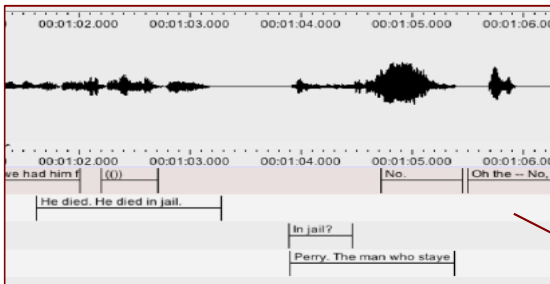 00:01:02.000 00:01:03.000 00:01:04.000 00:01:05.000 00:01:06.00
00:01:02.000 00:01:03.000 00:01:04.000 00:01:05.000 00:01:06.00
we had him f (()) No. Oh the -- No,
He died. He died in jail.
In jail?
Perry. The man who staye